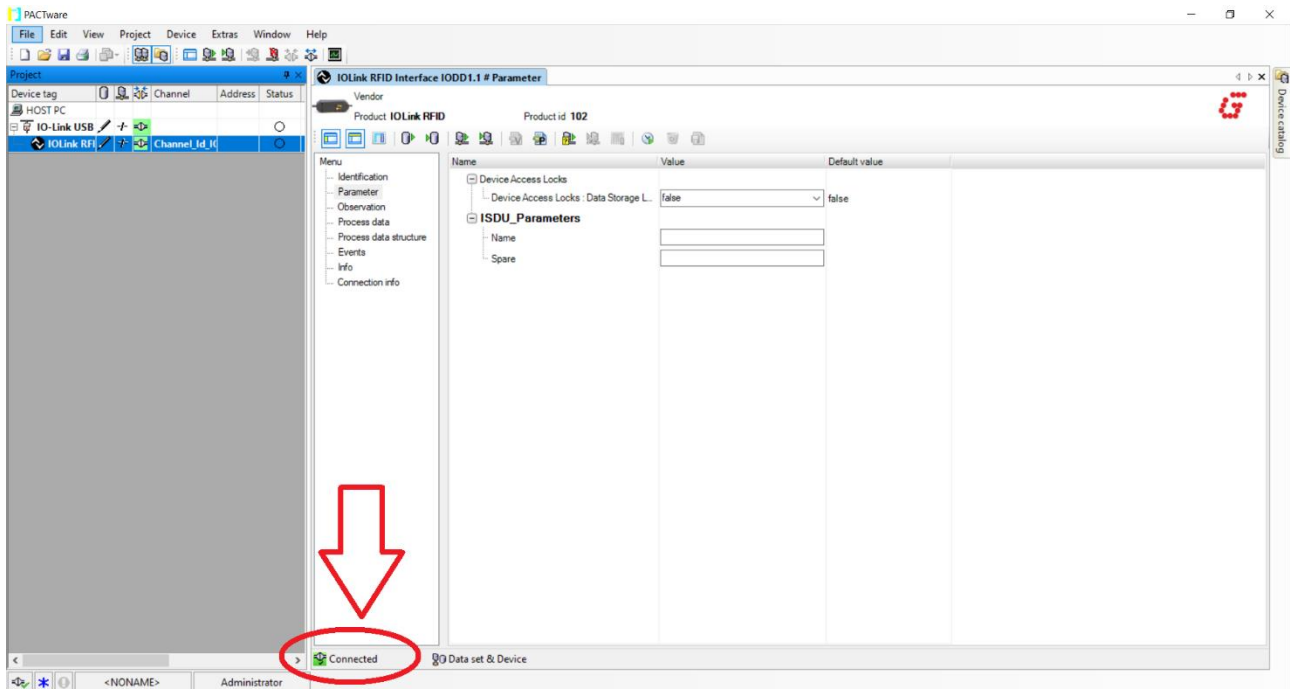 PACTware
File Edit View Project Device Extras Window Help
Project
Device tag Channel Address Status
HOST PC
IO-Link USB
IOLink RFI Channel_Id_IO
IOLink RFID Interface IODD1.1 # Parameter
Vendor
Product IOLink RFID Product id 102
Menu
Identification
Parameter
Observation
Process data
Process data structure
Events
Info
Connection info
Name Value Default value
Device Access Locks
Device Access Locks : Data Storage L... false false
ISDU_Parameters
Name
Spare
Connected Data set & Device
<NONAME> Administrator
Device catalog